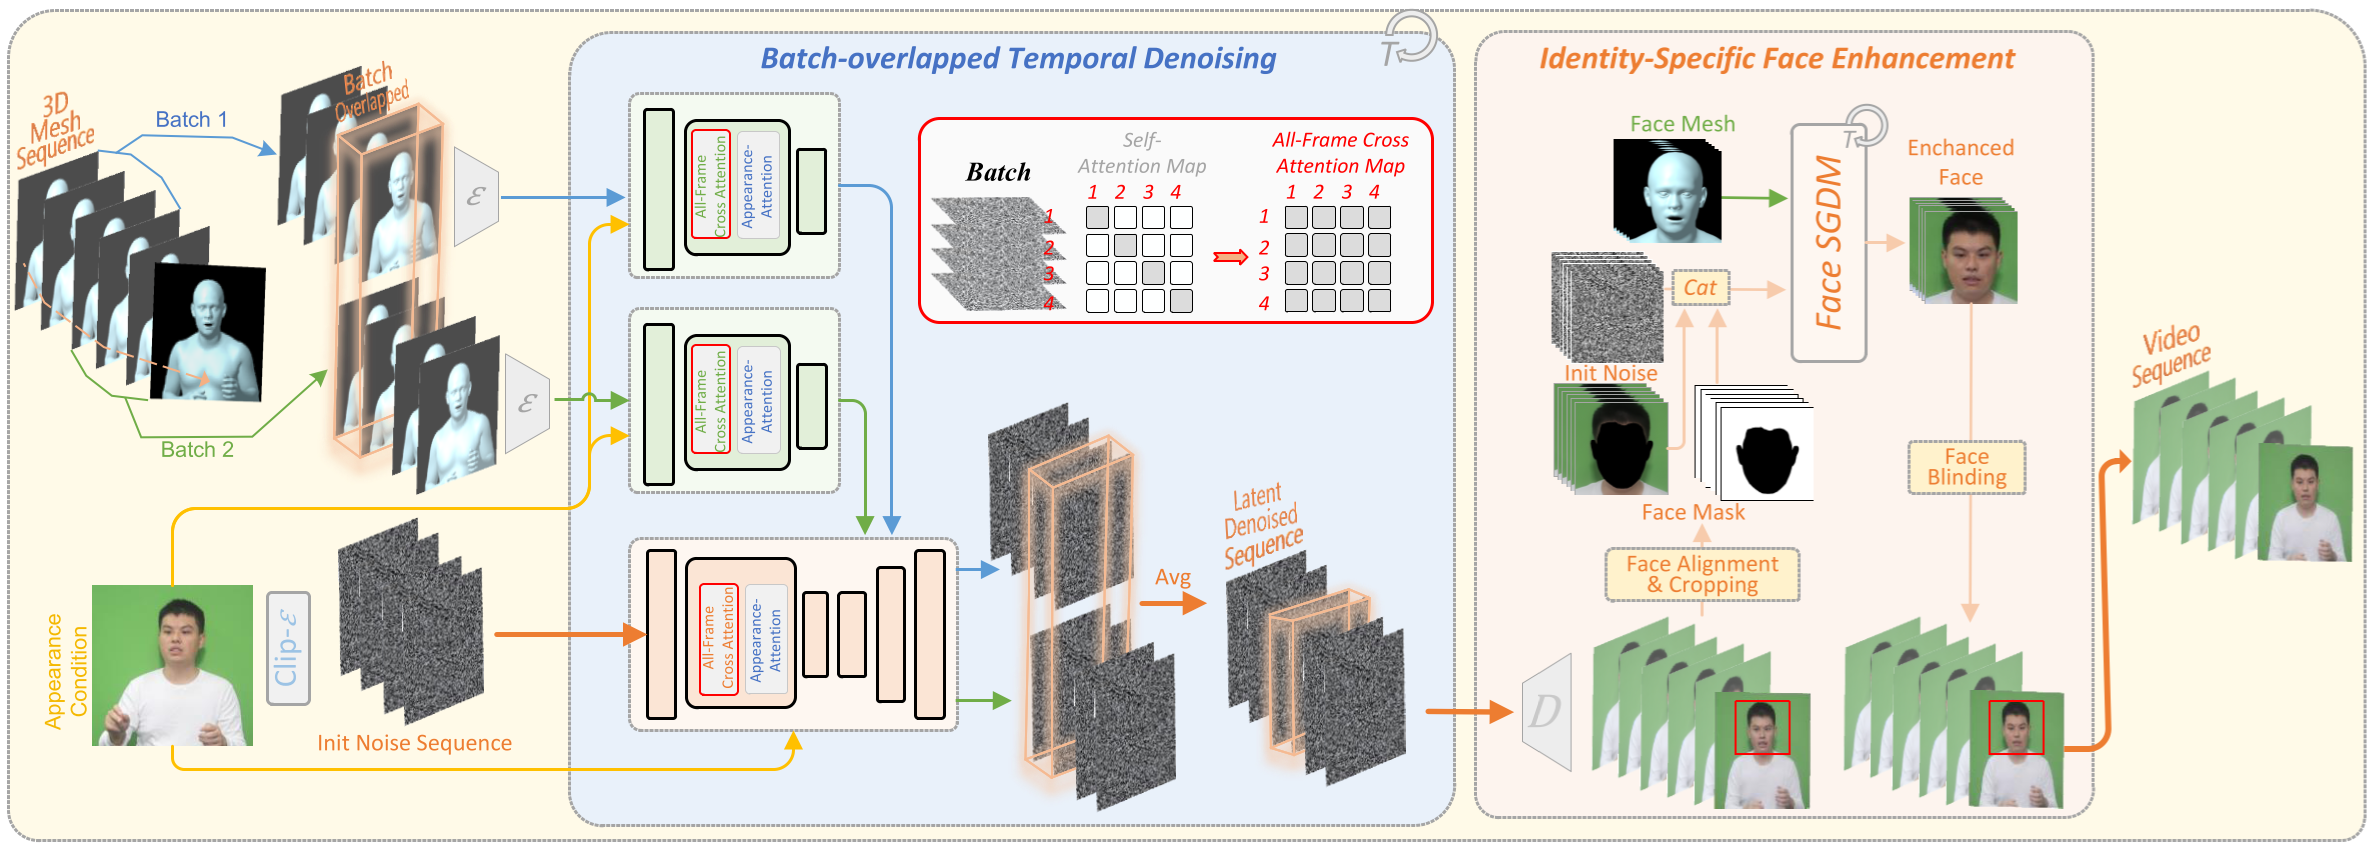 Batch-overlapped Temporal Denoising
T
Identity-Specific Face Enhancement
3D
Mesh
Sequence
Batch 1
Batch
Overlapped
ε
Batch 2
ε
All-Frame
Cross Attention
Appearance-
Attention
All-Frame
Cross Attention
Appearance-
Attention
Batch
Self-
Attention Map
1 2 3 4
1
2
3
4
All-Frame Cross
Attention Map
1 2 3 4
1
2
3
4
Appearance
Condition
Clip-ε
Init Noise Sequence
All-Frame
Cross Attention
Appearance-
Attention
Avg
Latent
Denoised
Sequence
D
Face Mesh
T
Face SGDM
Enchanced
Face
Cat
Init Noise
Face Mask
Face Alignment
& Cropping
Face
Blinding
Video
Sequence